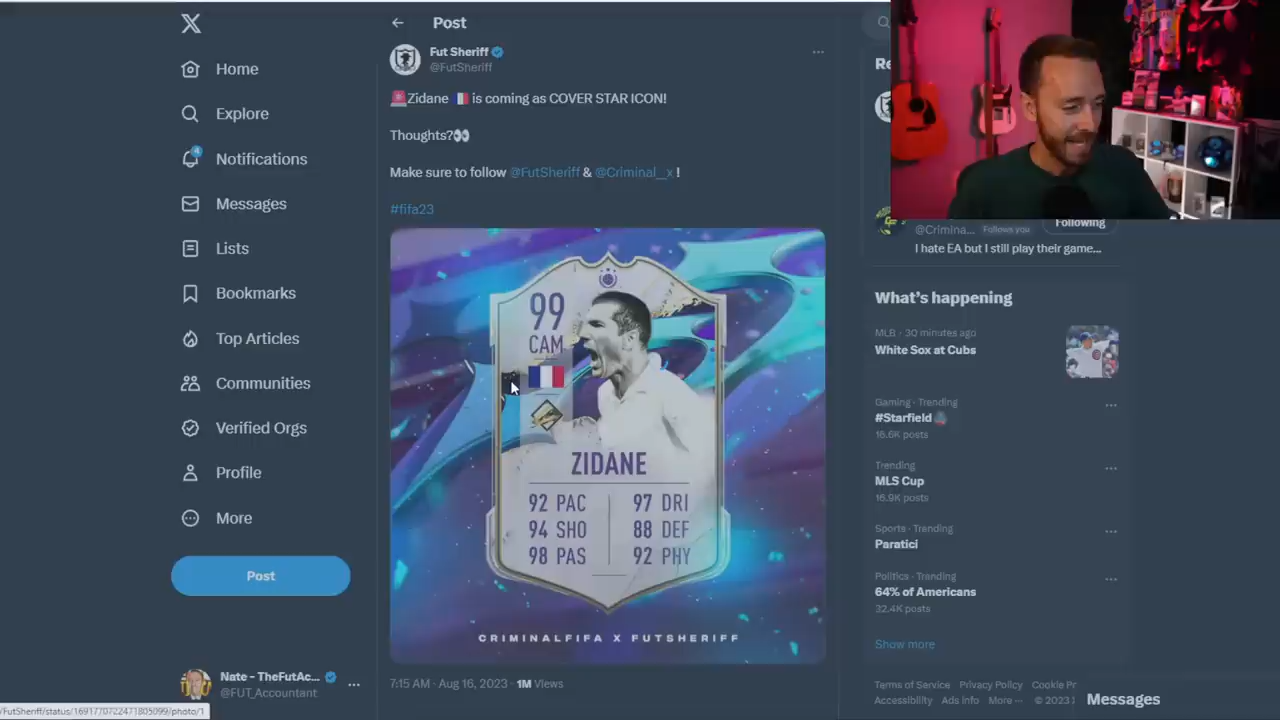 Home
Explore
4
Notifications
Messages
Lists
Bookmarks
Top Articles
Communities
Verified Orgs
Profile
More
Post
Nate - TheFutAc...
@FUT_Accountant
/FutSheriff/status/1691770722471805099/photo/1
Post
Fut Sheriff
@FutSheriff
Zidane is coming as COVER STAR ICON!
Thoughts?
Make sure to follow @FutSheriff & @Criminal__x !
#fifa23
99
CAM
ZIDANE
92 PAC 97 DRI
94 SHO 88 DEF
98 PAS 92 PHY
CRIMINALFIFA X FUTSHERIFF
7:15 AM · Aug 16, 2023 · 1M Views
Re
@Crimina... Follows you
Following
I hate EA but I still play their game...
What's happening
MLB · 30 minutes ago
White Sox at Cubs
Gaming · Trending
#Starfield
16.6K posts
Trending
MLS Cup
16.9K posts
Sports · Trending
Paratici
Politics · Trending
64% of Americans
32.4K posts
Show more
Terms of Service Privacy Policy Cookie Pr
Accessibility Ads info More ··· © 2023
Messages